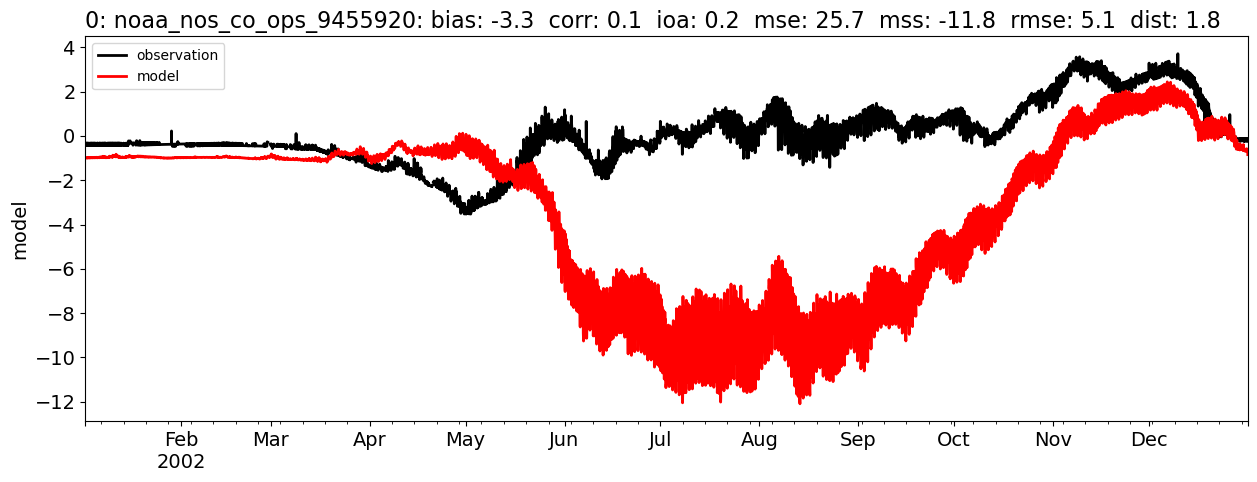 0: noaa_nos_co_ops_9455920: bias: -3.3  corr: 0.1  ioa: 0.2  mse: 25.7  mss: -11.8  rmse: 5.1  dist: 1.8
observation
model
4
2
0
−2
−4
−6
−8
−10
−12
model
Feb Mar Apr May Jun Jul Aug Sep Oct Nov Dec
2002